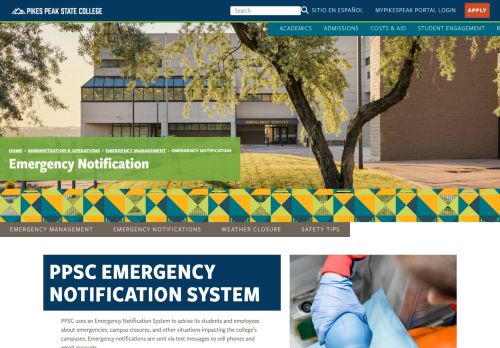 PIKES PEAK STATE COLLEGE
Search
SITIO EN ESPAÑOL
MYPIKESPEAK PORTAL LOGIN
APPLY
ACADEMICS ADMISSIONS COSTS & AID STUDENT ENGAGEMENT R
ENROLLMENT SERVICES
HOME > ADMINISTRATION & OPERATIONS > EMERGENCY MANAGEMENT > EMERGENCY NOTIFICATION
Emergency Notification
EMERGENCY MANAGEMENT EMERGENCY NOTIFICATIONS WEATHER CLOSURE SAFETY TIPS
PPSC EMERGENCY
NOTIFICATION SYSTEM
PPSC uses an Emergency Notification System to advise its students and employees
about emergencies, campus closures, and other situations impacting the college's
campuses. Emergency notifications are sent via text messages to cell phones and
email accounts.